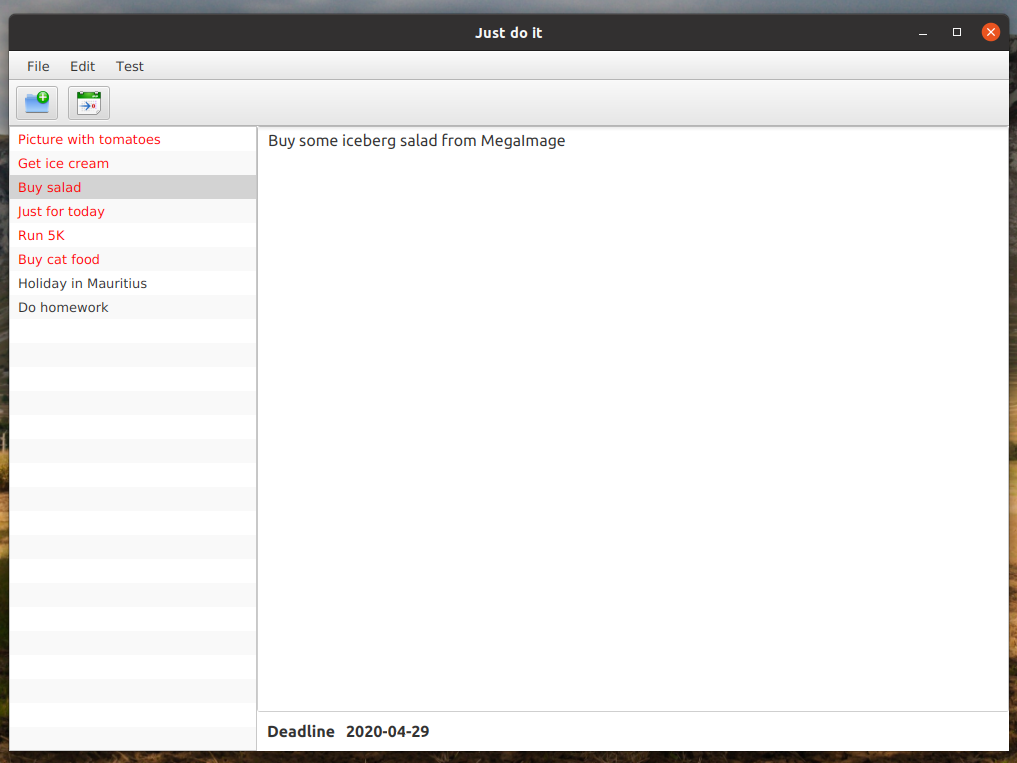 Just do it
File Edit Test
Picture with tomatoes
Get ice cream
Buy salad
Just for today
Run 5K
Buy cat food
Holiday in Mauritius
Do homework
Buy some iceberg salad from MegaImage
Deadline 2020-04-29